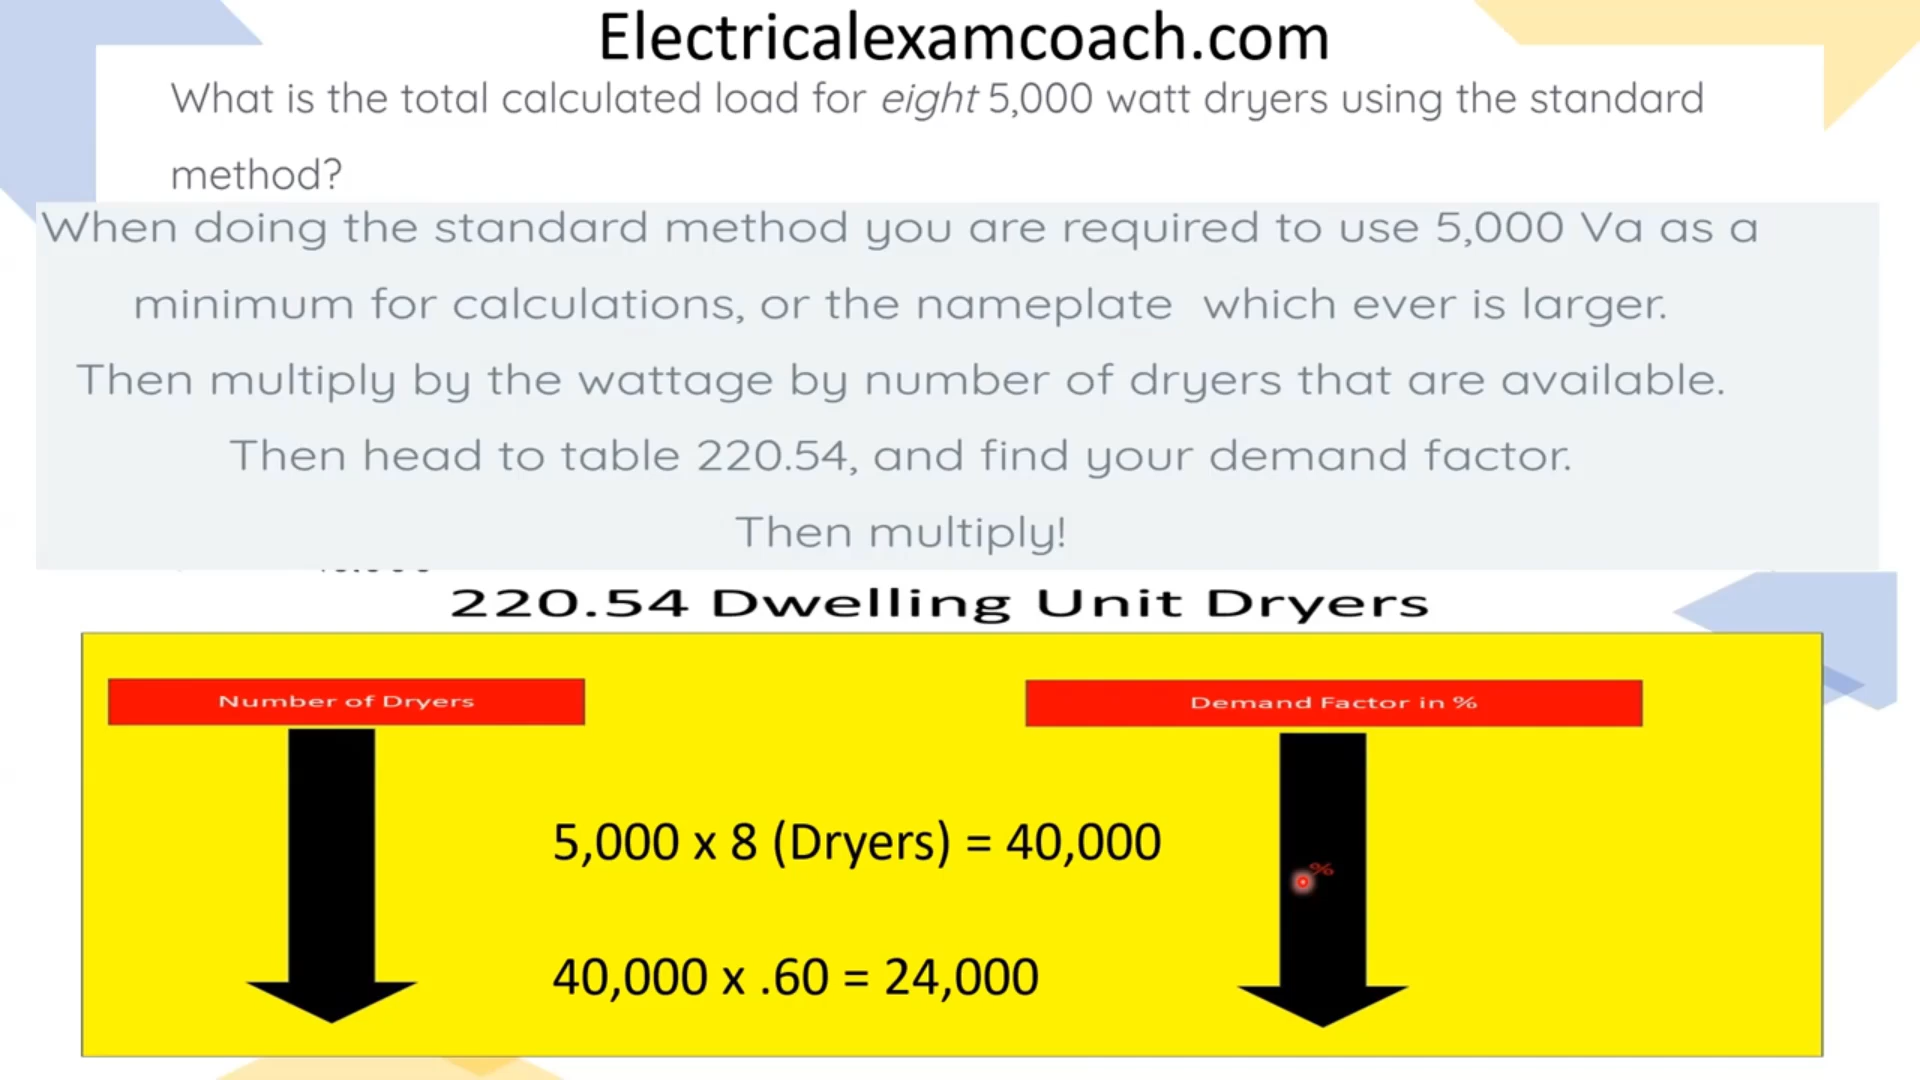 Electricalexamcoach.com
What is the total calculated load for eight 5,000 watt dryers using the standard
method?
When doing the standard method you are required to use 5,000 Va as a
minimum for calculations, or the nameplate which ever is larger.
Then multiply by the wattage by number of dryers that are available.
Then head to table 220.54, and find your demand factor.
Then multiply!
220.54 Dwelling Unit Dryers
Number of Dryers
Demand Factor in %
5,000 x 8 (Dryers) = 40,000
%
40,000 x .60 = 24,000